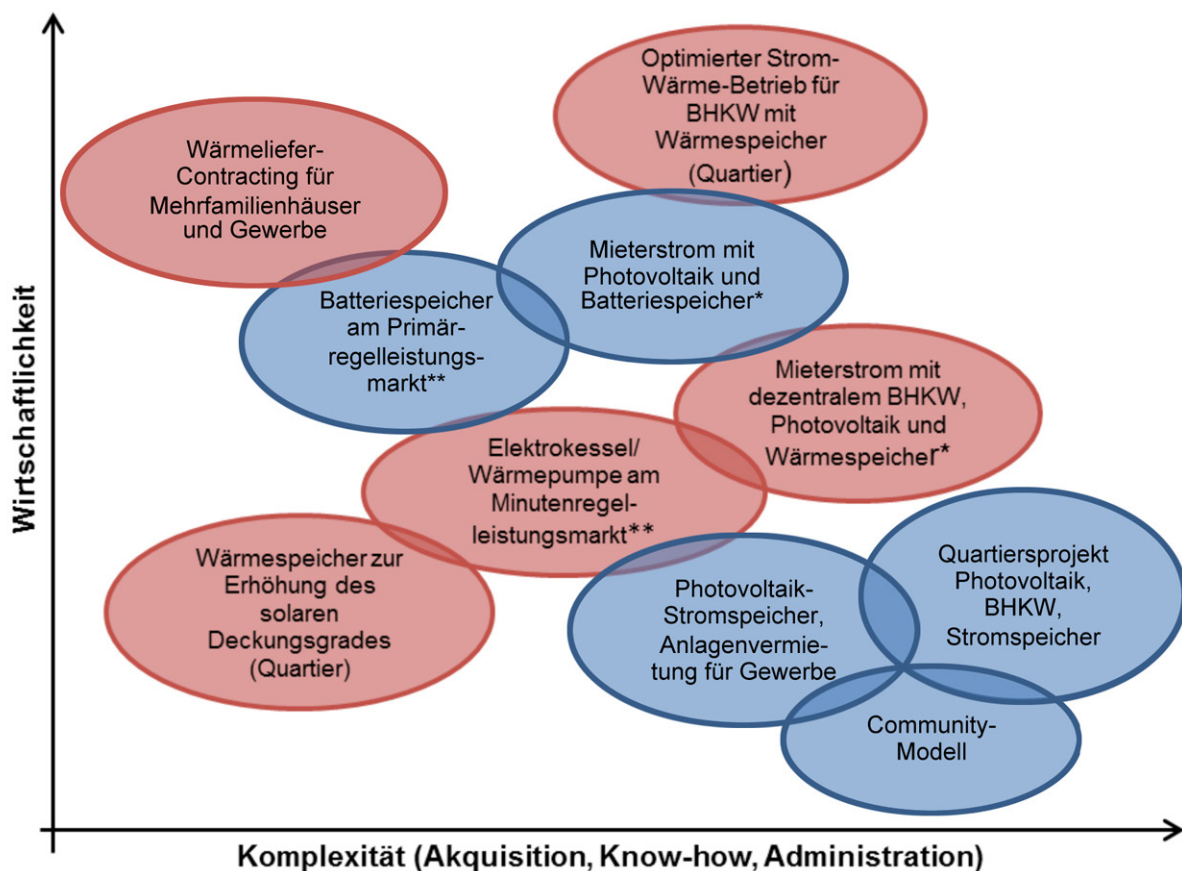 Wirtschaftlichkeit
Optimierter Strom-
Wärme-Betrieb für
BHKW mit
Wärmespeicher
(Quartier)
Wärmeliefer-
Contracting für
Mehrfamilienhäuser
und Gewerbe
Mieterstrom mit
Photovoltaik und
Batteriespeicher*
Batteriespeicher
am Primär-
regelleistungs-
markt**
Mieterstrom mit
dezentralem BHKW,
Photovoltaik und
Wärmespeicher*
Elektrokessel/
Wärmepumpe am
Minutenregel-
leistungsmarkt**
Wärmespeicher zur
Erhöhung des
solaren
Deckungsgrades
(Quartier)
Photovoltaik-
Stromspeicher,
Anlagenvermie-
tung für Gewerbe
Quartiersprojekt
Photovoltaik,
BHKW,
Stromspeicher
Community-
Modell
Komplexität (Akquisition, Know-how, Administration)